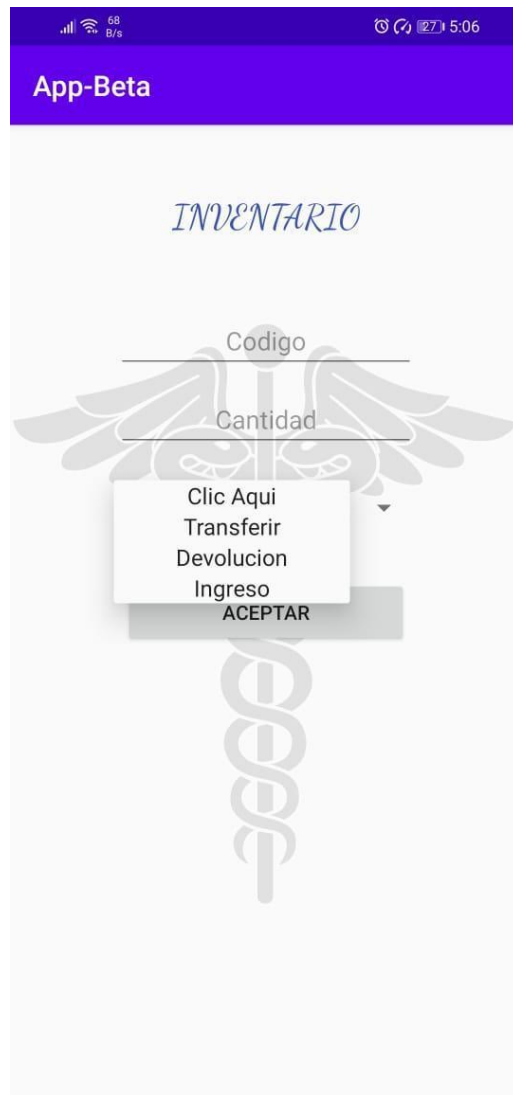 68
B/s
27 5:06
App-Beta
INVENTARIO
Codigo
Cantidad
Clic Aqui
Transferir
Devolucion
Ingreso
ACEPTAR